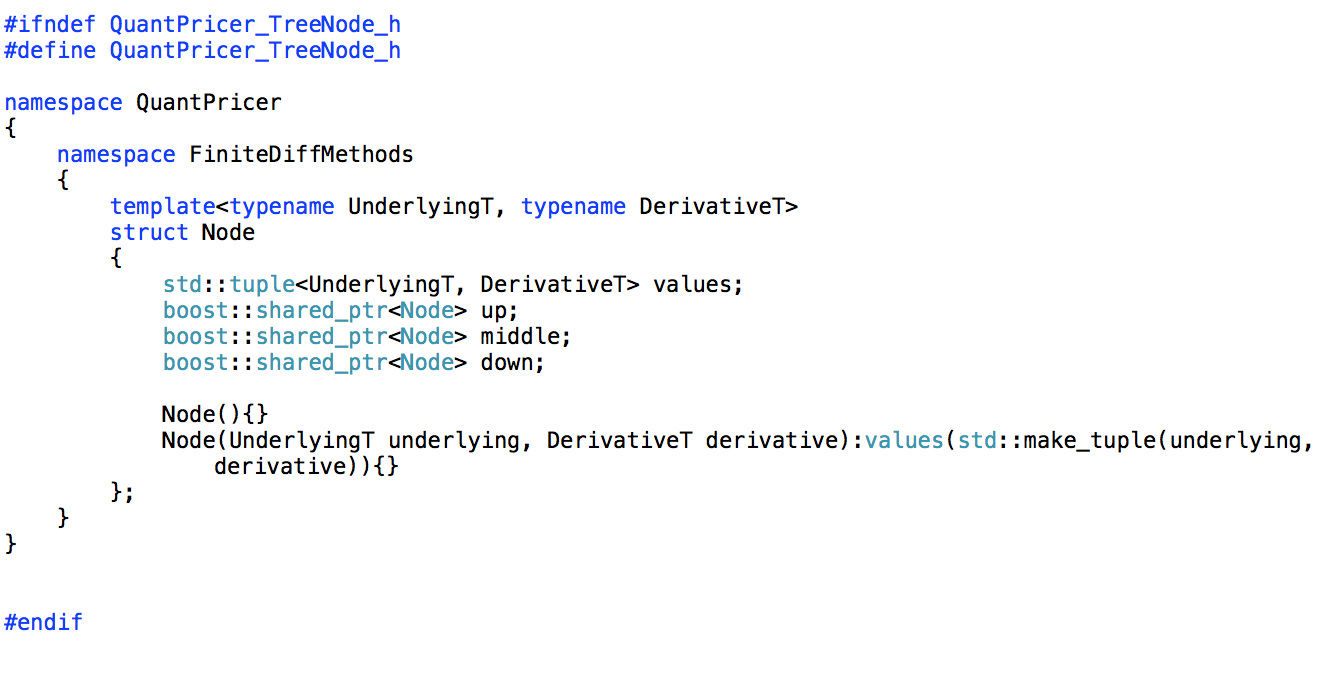 #ifndef QuantPricer_TreeNode_h
#define QuantPricer_TreeNode_h

namespace QuantPricer
{
    namespace FiniteDiffMethods
    {
        template<typename UnderlyingT, typename DerivativeT>
        struct Node
        {
            std::tuple<UnderlyingT, DerivativeT> values;
            boost::shared_ptr<Node> up;
            boost::shared_ptr<Node> middle;
            boost::shared_ptr<Node> down;

            Node(){}
            Node(UnderlyingT underlying, DerivativeT derivative):values(std::make_tuple(underlying,
                derivative)){}
        };
    }
}

#endif